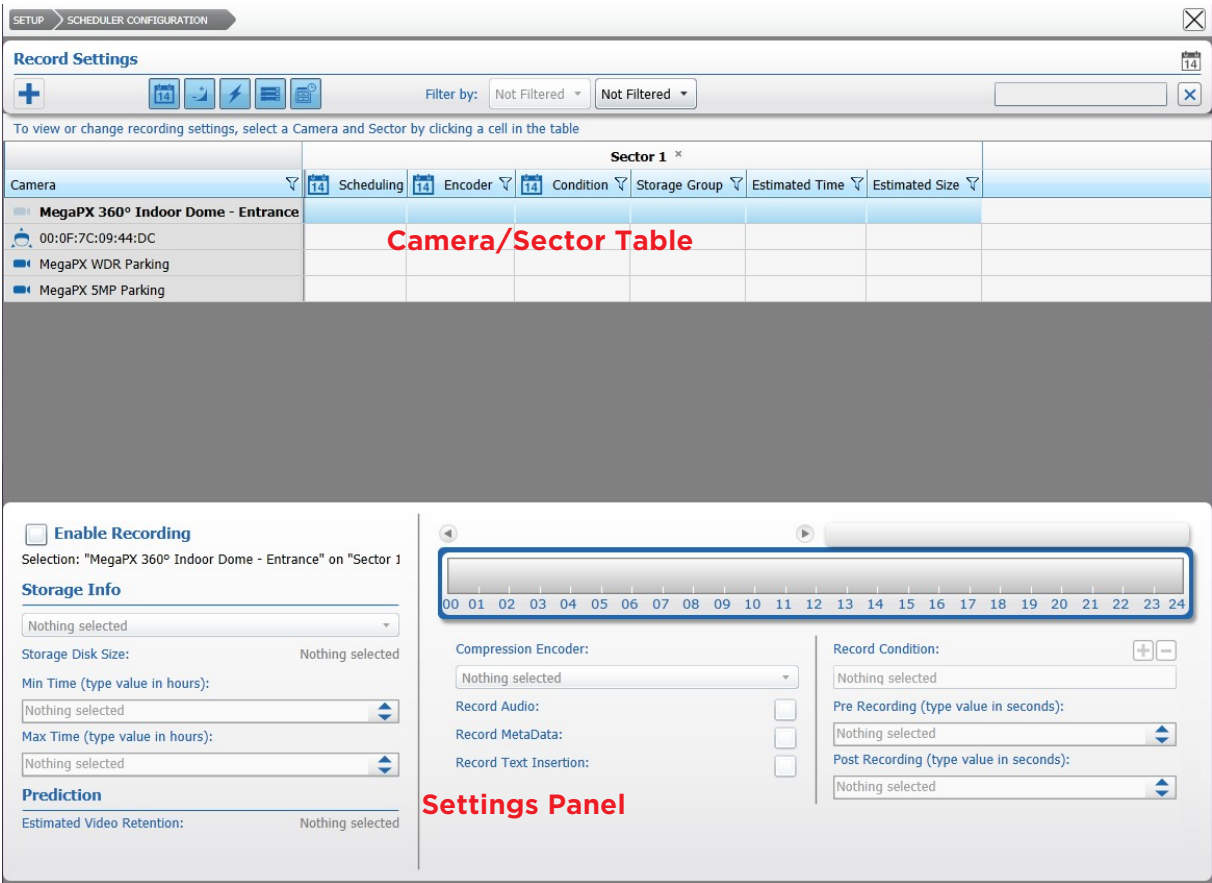 SETUP SCHEDULER CONFIGURATION
Record Settings
14
14
Filter by: Not Filtered Not Filtered
To view or change recording settings, select a Camera and Sector by clicking a cell in the table
Sector 1 ×
Camera 14 Scheduling 14 Encoder 14 Condition Storage Group Estimated Time Estimated Size
MegaPX 360º Indoor Dome - Entrance
00:0F:7C:09:44:DC
Camera/Sector Table
MegaPX WDR Parking
MegaPX 5MP Parking
Enable Recording
Selection: "MegaPX 360º Indoor Dome - Entrance" on "Sector 1
Storage Info
Nothing selected
Storage Disk Size: Nothing selected
Min Time (type value in hours):
Nothing selected
Max Time (type value in hours):
Nothing selected
Prediction
Estimated Video Retention: Nothing selected
00 01 02 03 04 05 06 07 08 09 10 11 12 13 14 15 16 17 18 19 20 21 22 23 24
Compression Encoder:
Nothing selected
Record Audio:
Record MetaData:
Record Text Insertion:
Settings Panel
Record Condition:
Nothing selected
Pre Recording (type value in seconds):
Nothing selected
Post Recording (type value in seconds):
Nothing selected